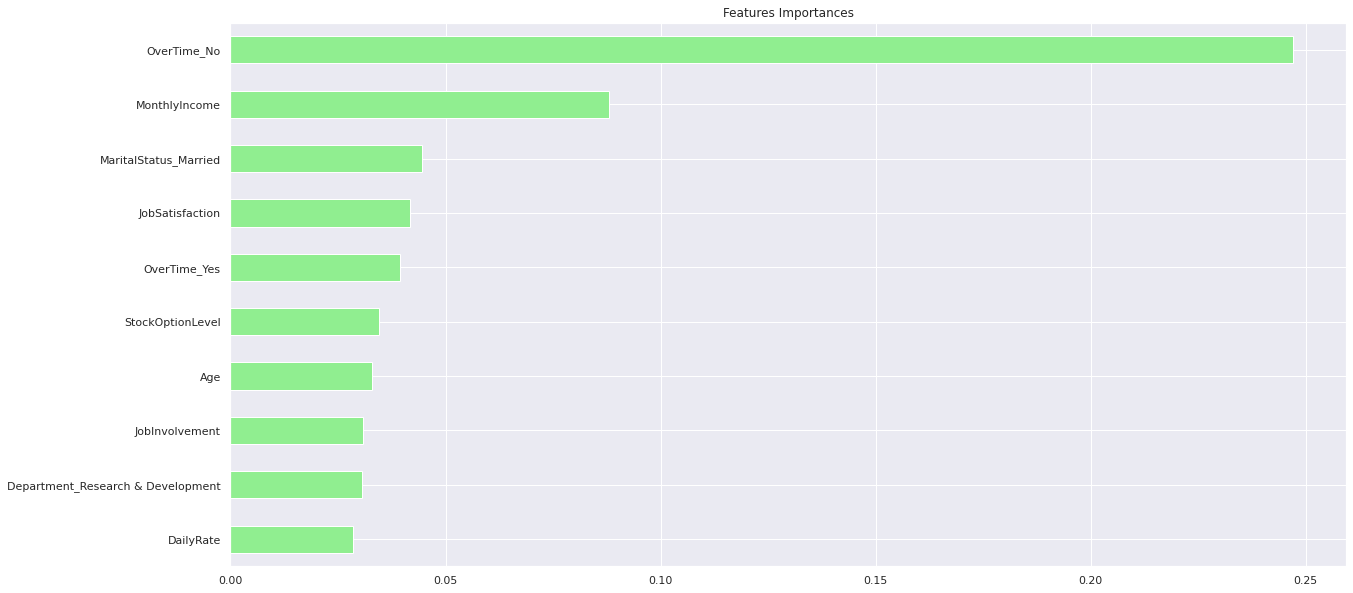 Features Importances
OverTime_No
MonthlyIncome
MaritalStatus_Married
JobSatisfaction
OverTime_Yes
StockOptionLevel
Age
JobInvolvement
Department_Research & Development
DailyRate
0.00 0.05 0.10 0.15 0.20 0.25